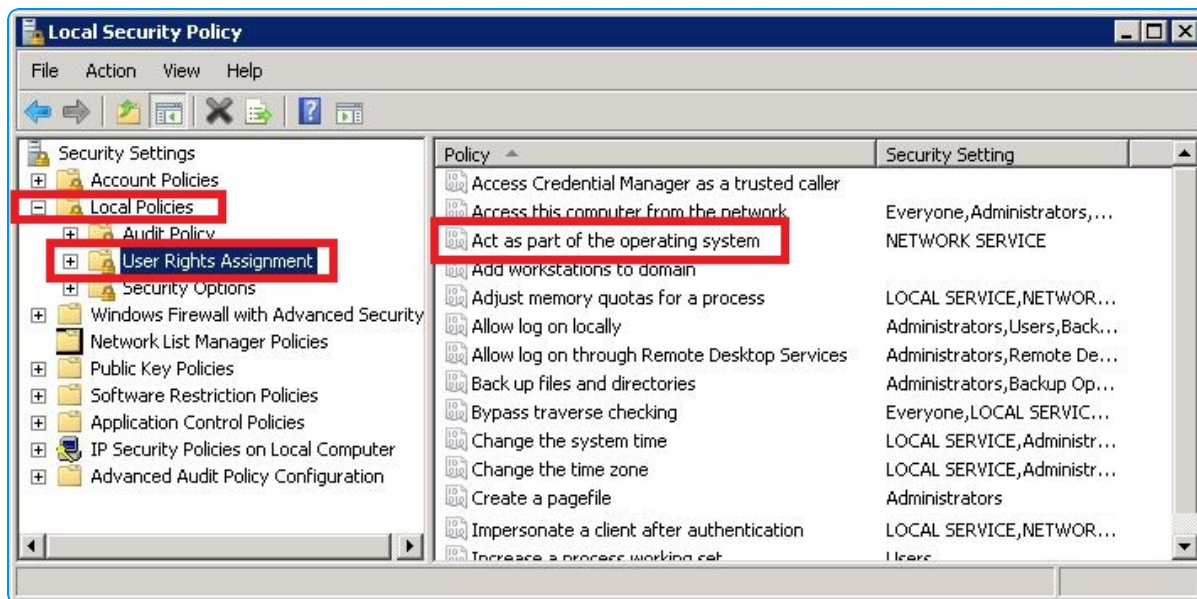 Local Security Policy
File Action View Help
Security Settings
Account Policies
Local Policies
Audit Policy
User Rights Assignment
Security Options
Windows Firewall with Advanced Security
Network List Manager Policies
Public Key Policies
Software Restriction Policies
Application Control Policies
IP Security Policies on Local Computer
Advanced Audit Policy Configuration
Policy Security Setting
Access Credential Manager as a trusted caller
Access this computer from the network Everyone,Administrators,...
Act as part of the operating system NETWORK SERVICE
Add workstations to domain
Adjust memory quotas for a process LOCAL SERVICE,NETWOR...
Allow log on locally Administrators,Users,Back...
Allow log on through Remote Desktop Services Administrators,Remote De...
Back up files and directories Administrators,Backup Op...
Bypass traverse checking Everyone,LOCAL SERVIC...
Change the system time LOCAL SERVICE,Administr...
Change the time zone LOCAL SERVICE,Administr...
Create a pagefile Administrators
Impersonate a client after authentication LOCAL SERVICE,NETWOR...
Increase a process working set Users